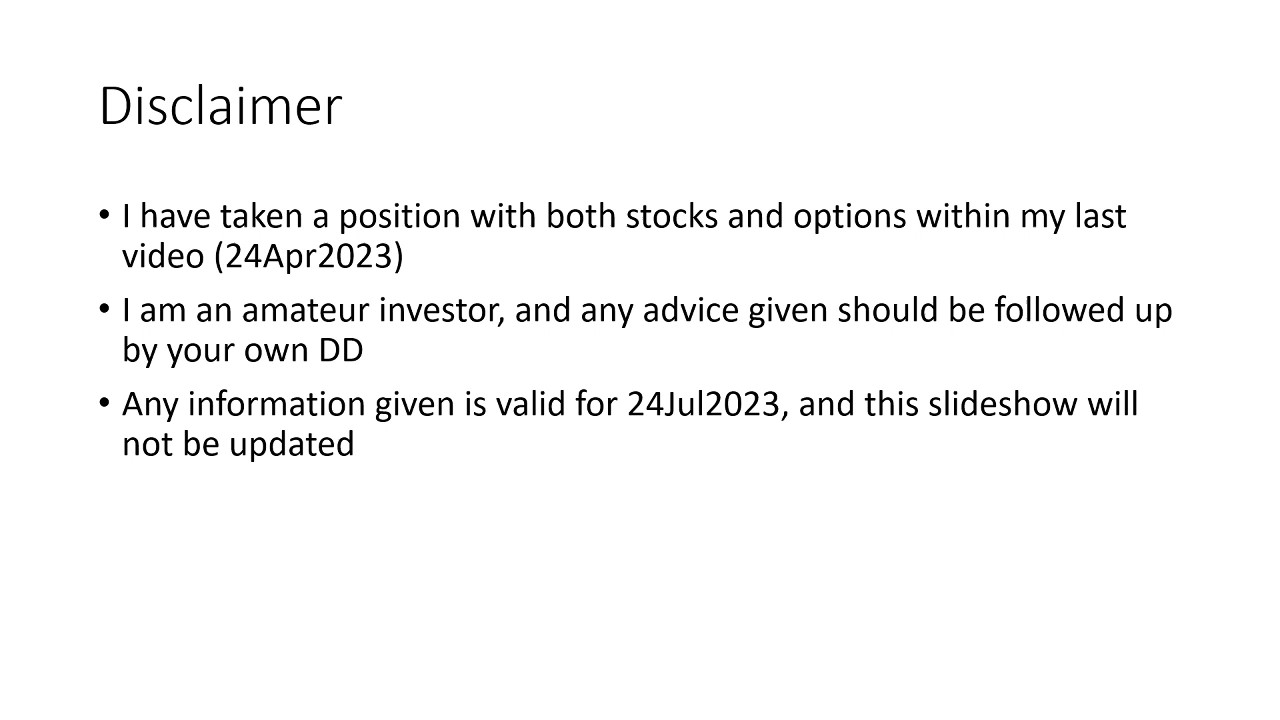 Disclaimer
• I have taken a position with both stocks and options within my last
video (24Apr2023)
• I am an amateur investor, and any advice given should be followed up
by your own DD
• Any information given is valid for 24Jul2023, and this slideshow will
not be updated